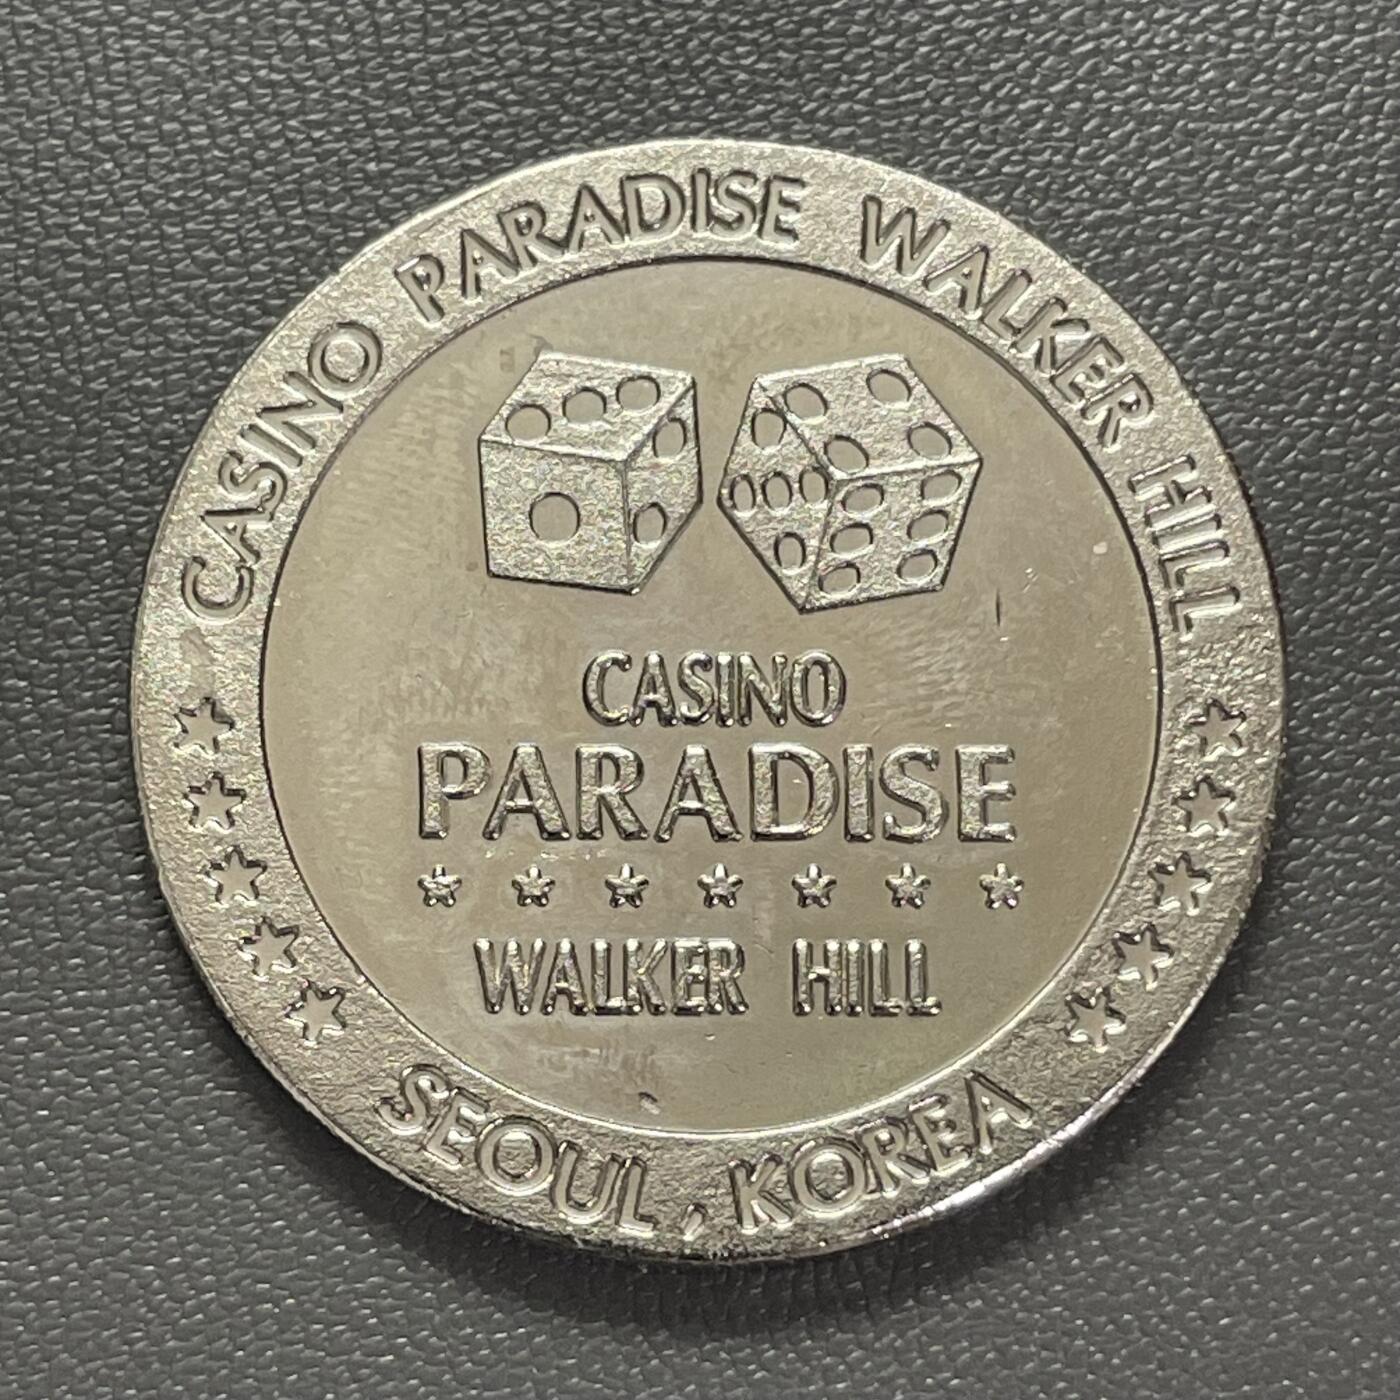 CASINO PARADISE WALKER HILL
CASINO
PARADISE
WALKER HILL
SEOUL, KOREA